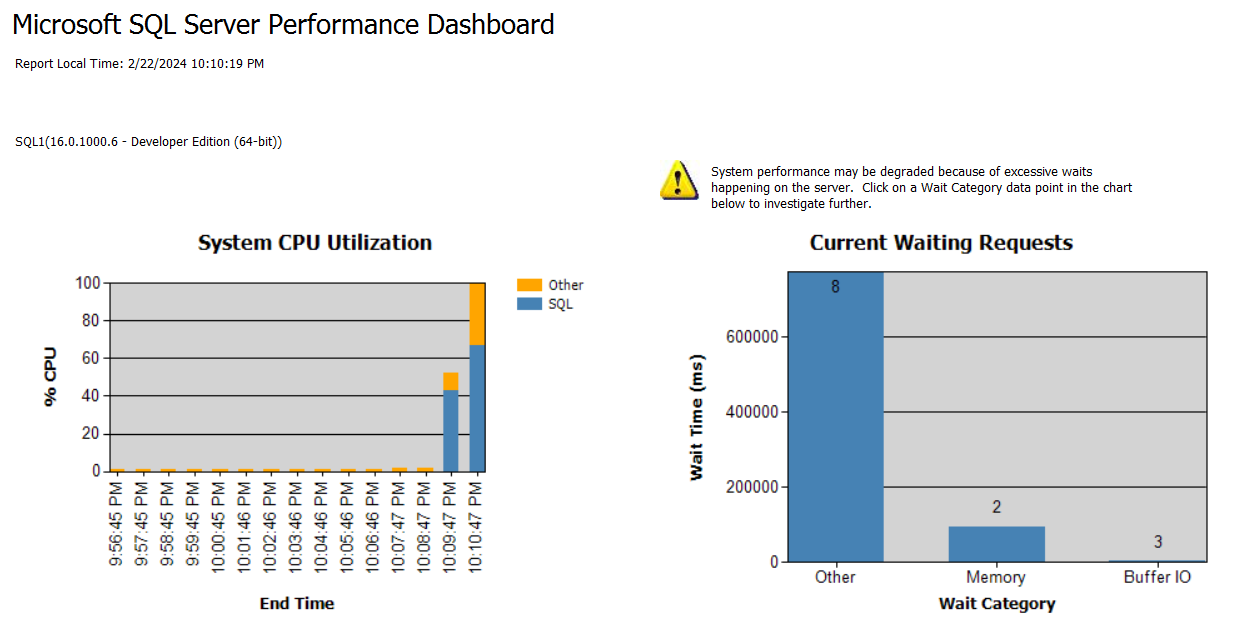 Microsoft SQL Server Performance Dashboard
Report Local Time: 2/22/2024 10:10:19 PM
SQL1(16.0.1000.6 - Developer Edition (64-bit))
System performance may be degraded because of excessive waits
happening on the server. Click on a Wait Category data point in the chart
below to investigate further.
System CPU Utilization
% CPU
100
80
60
40
20
0
9:56:45 PM
9:57:45 PM
9:58:45 PM
9:59:45 PM
10:00:45 PM
10:01:46 PM
10:02:46 PM
10:03:46 PM
10:04:46 PM
10:05:46 PM
10:06:46 PM
10:07:47 PM
10:08:47 PM
10:09:47 PM
10:10:47 PM
End Time
Other
SQL
Current Waiting Requests
Wait Time (ms)
600000
400000
200000
0
8
2
3
Other
Memory
Buffer IO
Wait Category